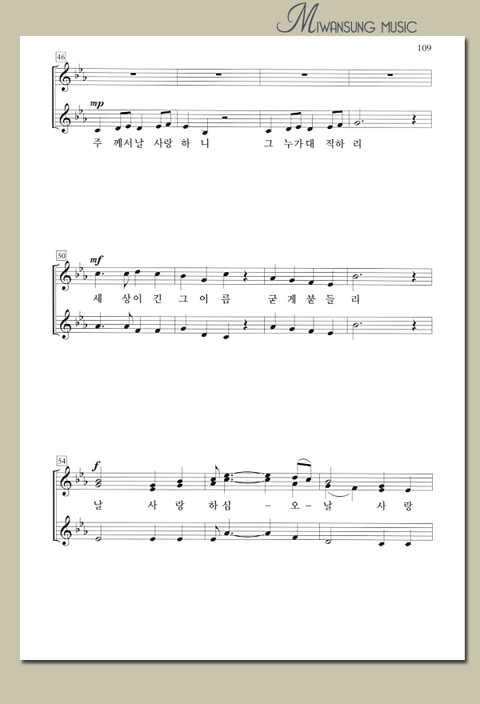 MIWANSUNG MUSIC
109
46
mp
주 께서날 사랑 하 니 그 누가대 적하 리
50
mf
세 상이 긴 그 이 름 굳 게 붙 들 리
54
f
날 사 랑 하 심 - 오 - 날 사 랑